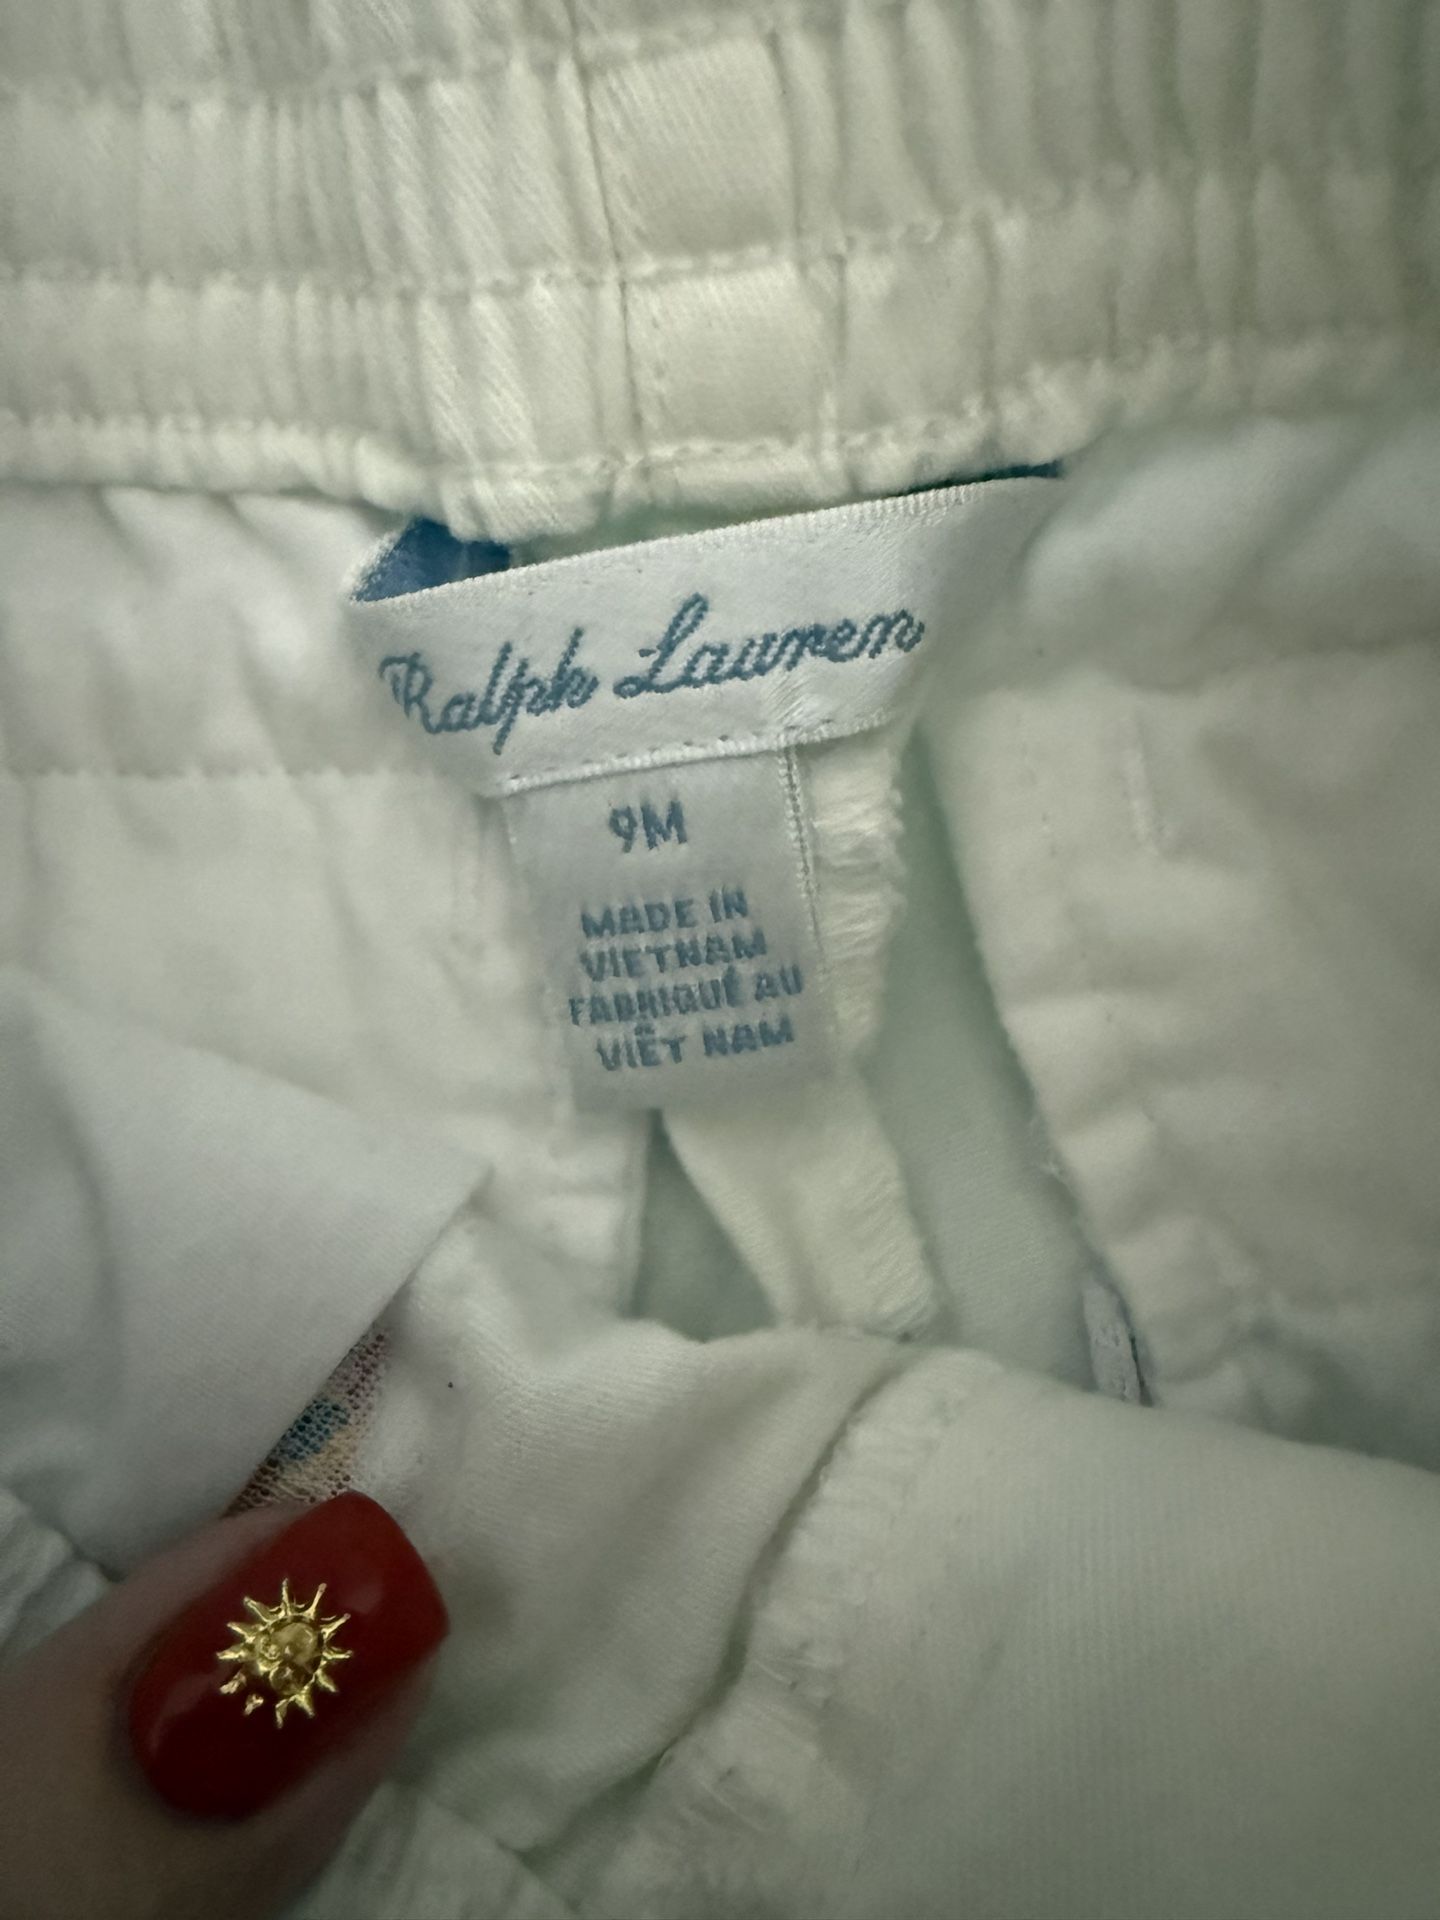 Ralph Lauren
9M
MADE IN
VIETNAM
FABRIQUÉ AU
VIÊT NAM